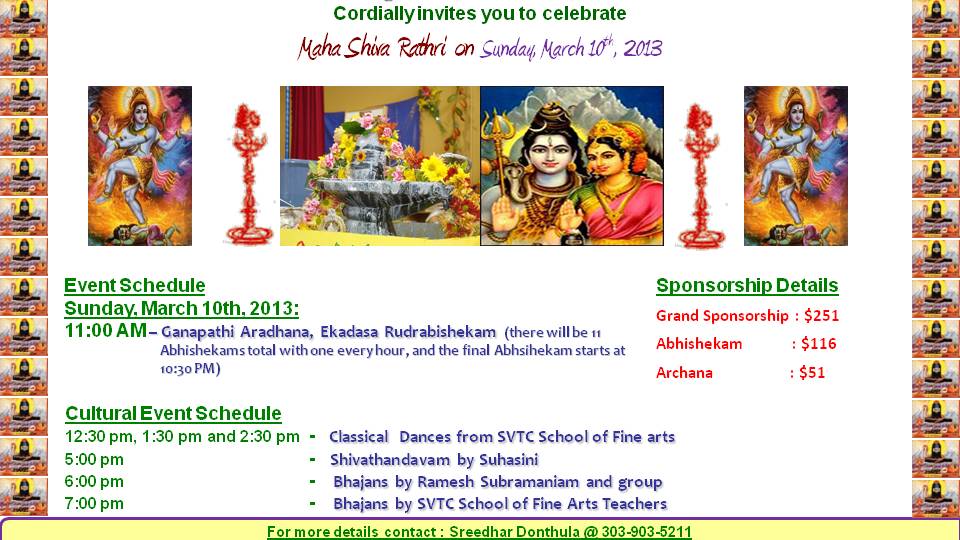 Cordially invites you to celebrate
Maha Shiva Rathri on Sunday, March 10th, 2013
Event Schedule
Sunday, March 10th, 2013:
11:00 AM – Ganapathi Aradhana, Ekadasa Rudrabishekam (there will be 11
Abhishekams total with one every hour, and the final Abhsihekam starts at
10:30 PM)
Sponsorship Details
Grand Sponsorship : $251
Abhishekam : $116
Archana : $51
Cultural Event Schedule
12:30 pm, 1:30 pm and 2:30 pm - Classical Dances from SVTC School of Fine arts
5:00 pm - Shivathandavam by Suhasini
6:00 pm - Bhajans by Ramesh Subramaniam and group
7:00 pm - Bhajans by SVTC School of Fine Arts Teachers
For more details contact : Sreedhar Donthula @ 303-903-5211